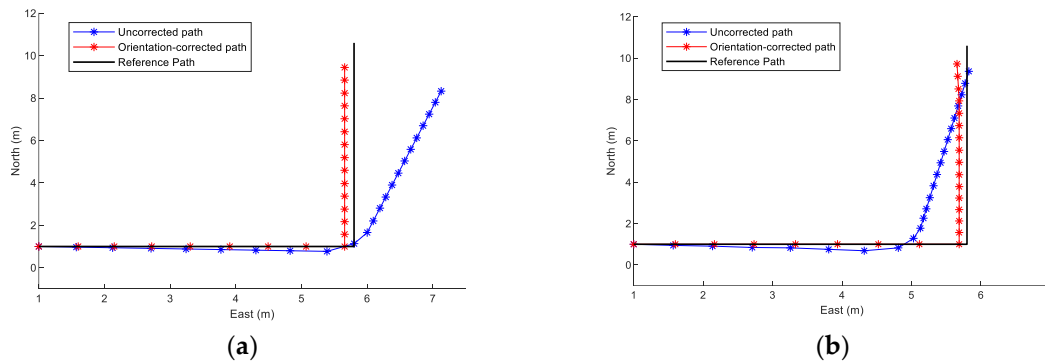 12
10
8
6
4
2
0
North (m)
Uncorrected path
Orientation-corrected path
Reference Path
1 2 3 4 5 6 7
East (m)
(a)
12
10
8
6
4
2
0
North (m)
Uncorrected path
Orientation-corrected path
Reference Path
1 2 3 4 5 6
East (m)
(b)